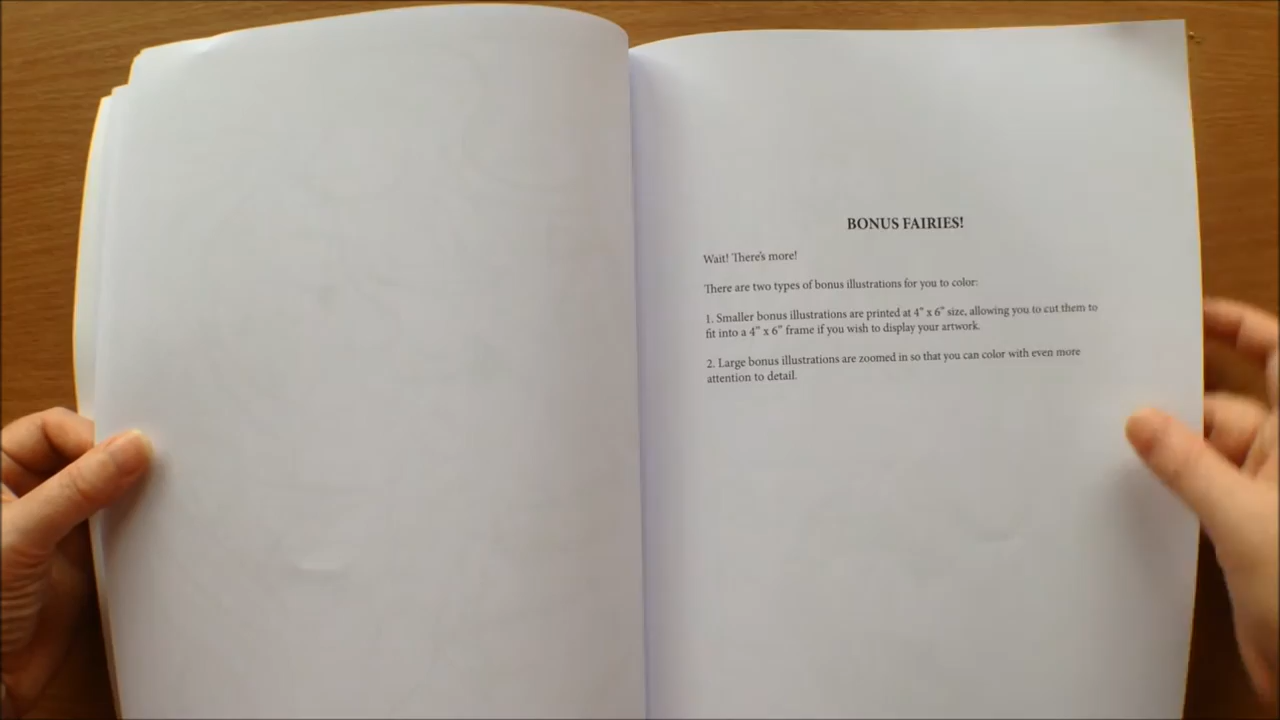 BONUS FAIRIES!
Wait! There's more!
There are two types of bonus illustrations for you to color:
1. Smaller bonus illustrations are printed at 4" x 6" size, allowing you to cut them to
fit into a 4" x 6" frame if you wish to display your artwork.
2. Large bonus illustrations are zoomed in so that you can color with even more
attention to detail.